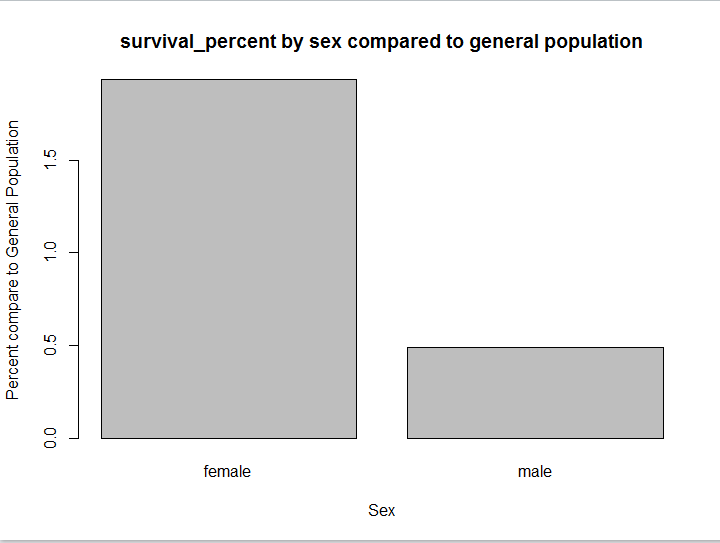 survival_percent by sex compared to general population
Percent compare to General Population
1.5
1.0
0.5
0.0
female male
Sex